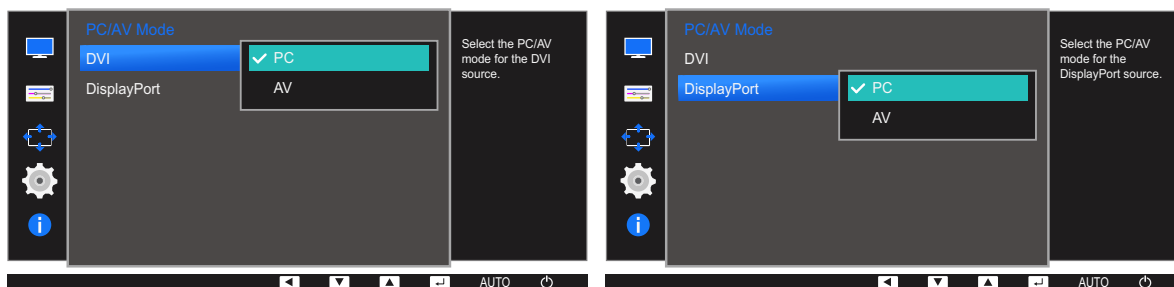 PC/AV Mode
DVI
DisplayPort
PC
AV
Select the PC/AV
mode for the DVI
source.
AUTO
PC/AV Mode
DVI
DisplayPort
PC
AV
Select the PC/AV
mode for the
DisplayPort source.
AUTO